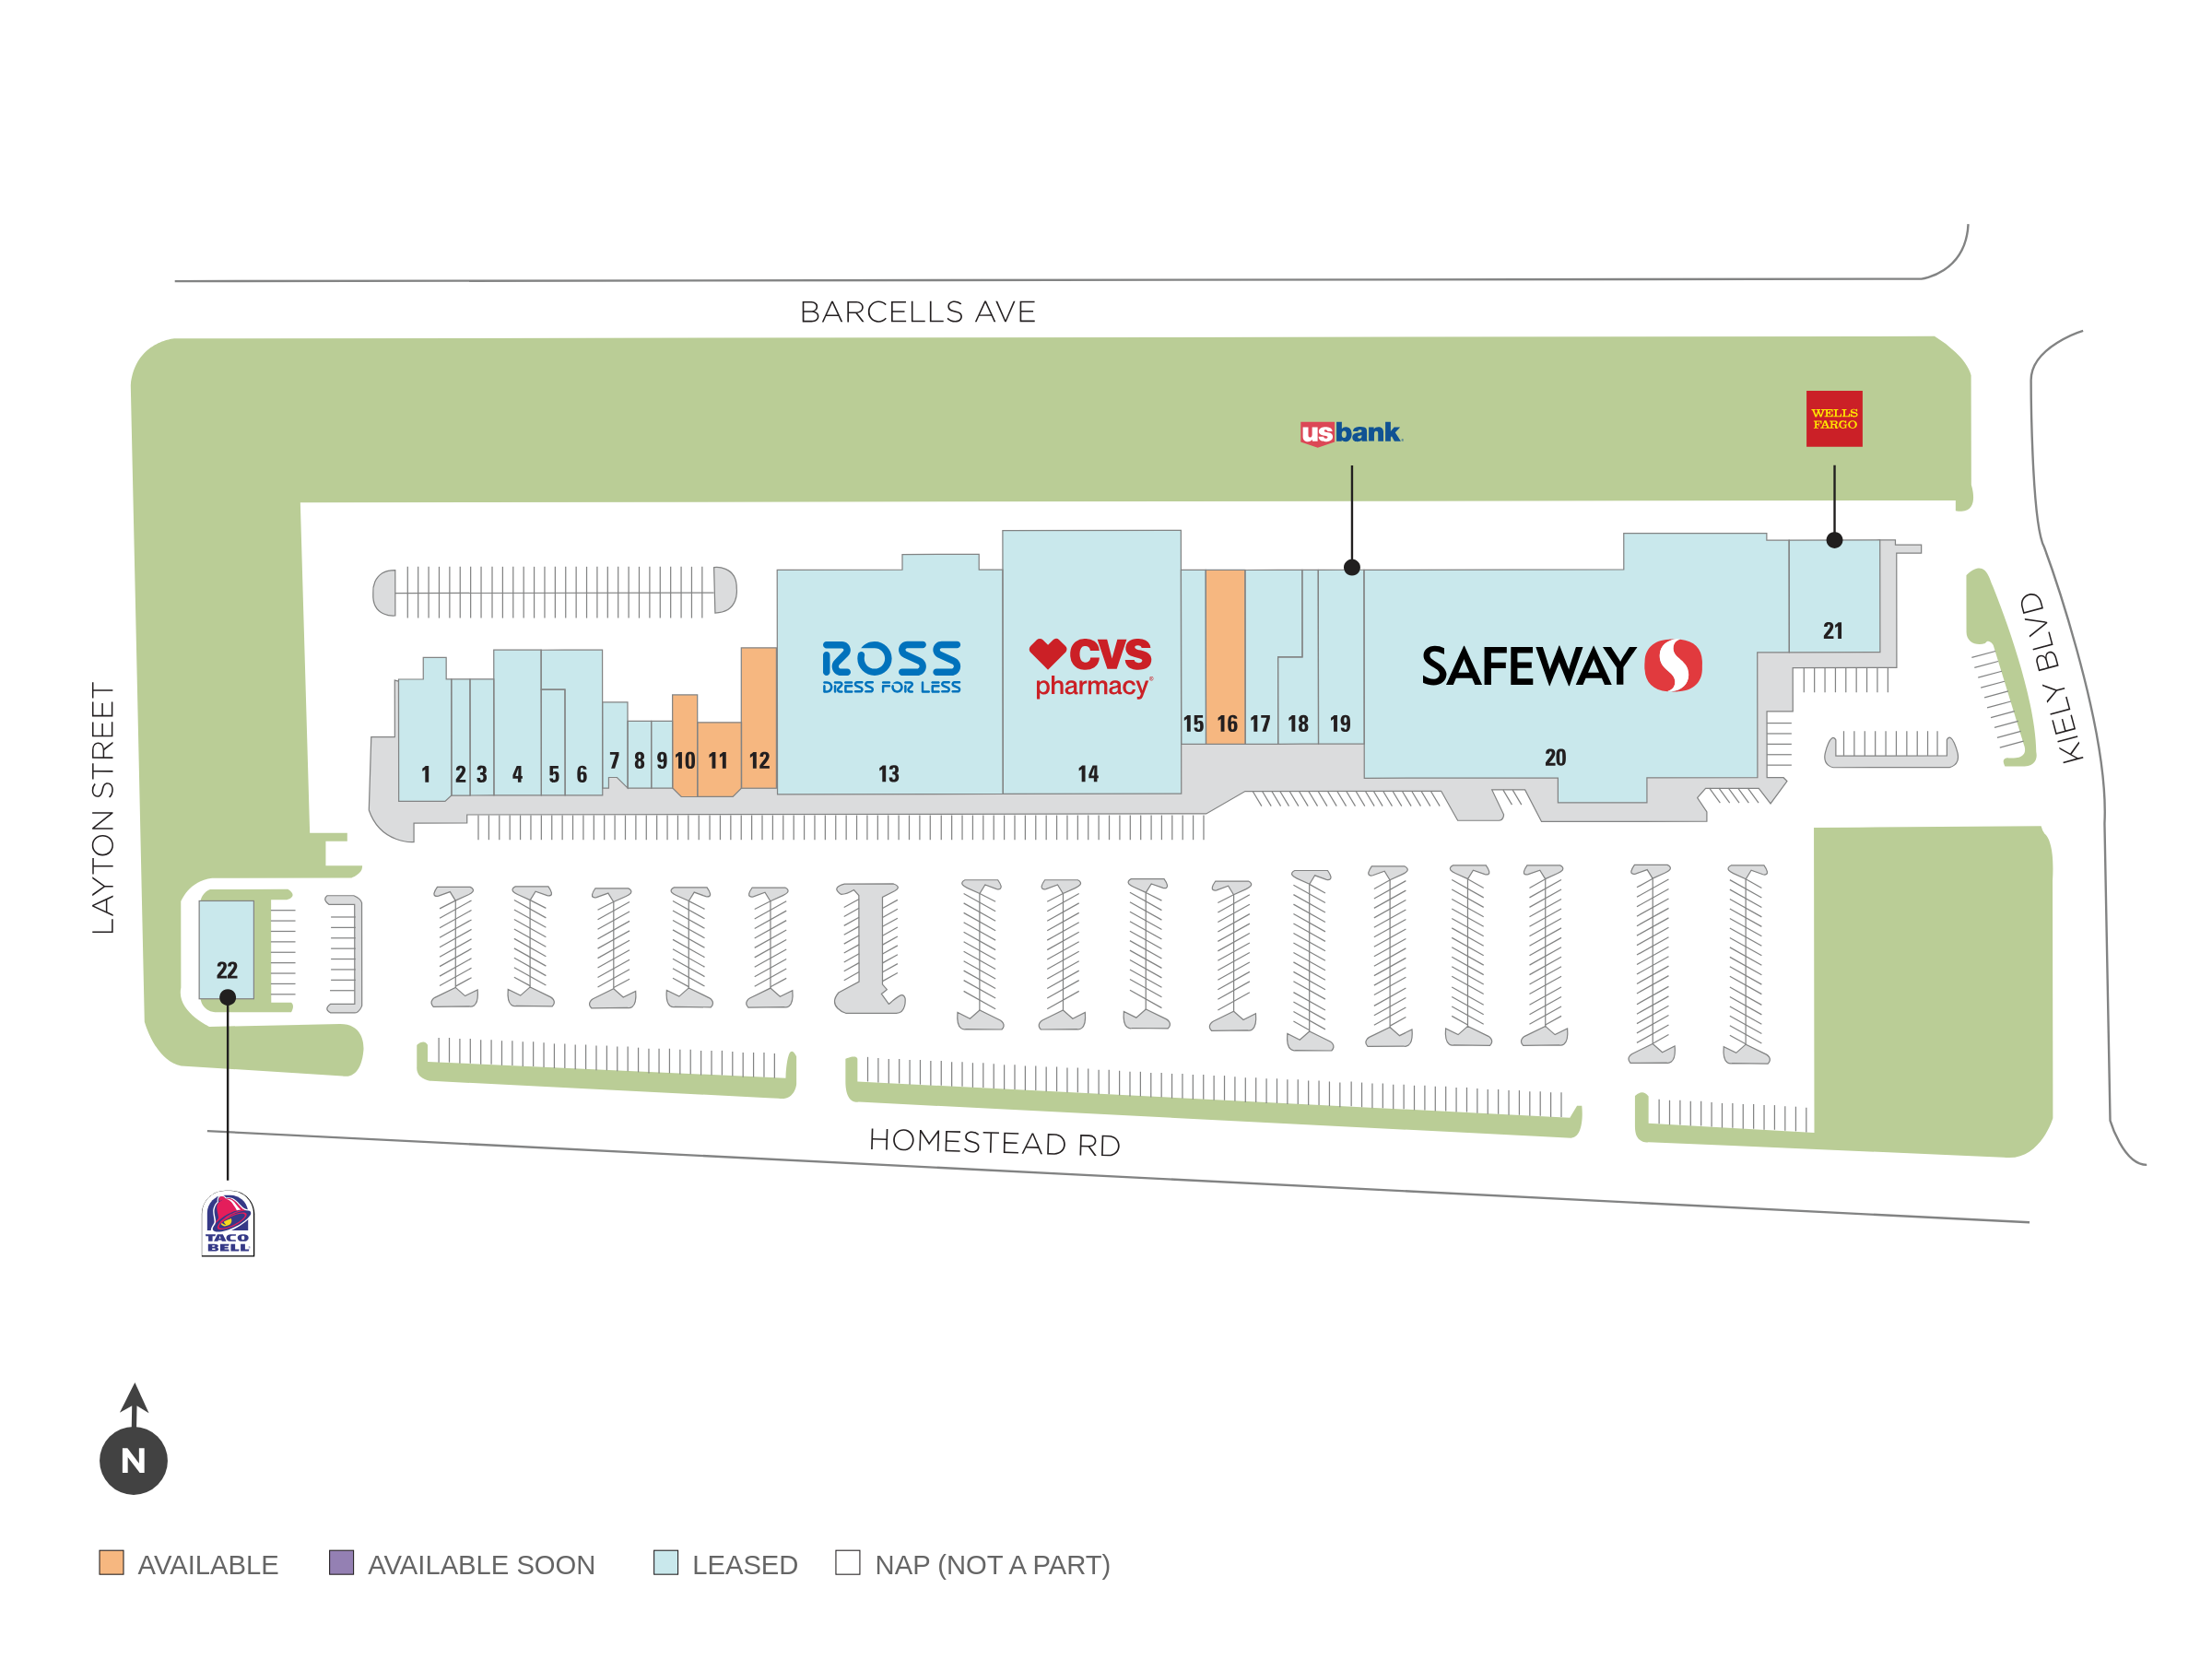 BARCELLS AVE
usbank
WELLS
FARGO
KIELY BLVD
LAYTON STREET
ROSS
DRESS FOR LESS
CVS
pharmacy®
SAFEWAY
1
2
3
4
5
6
7
8
9
10
11
12
13
14
15
16
17
18
19
20
21
22
HOMESTEAD RD
TACO
BELL
N
AVAILABLE
AVAILABLE SOON
LEASED
NAP (NOT A PART)